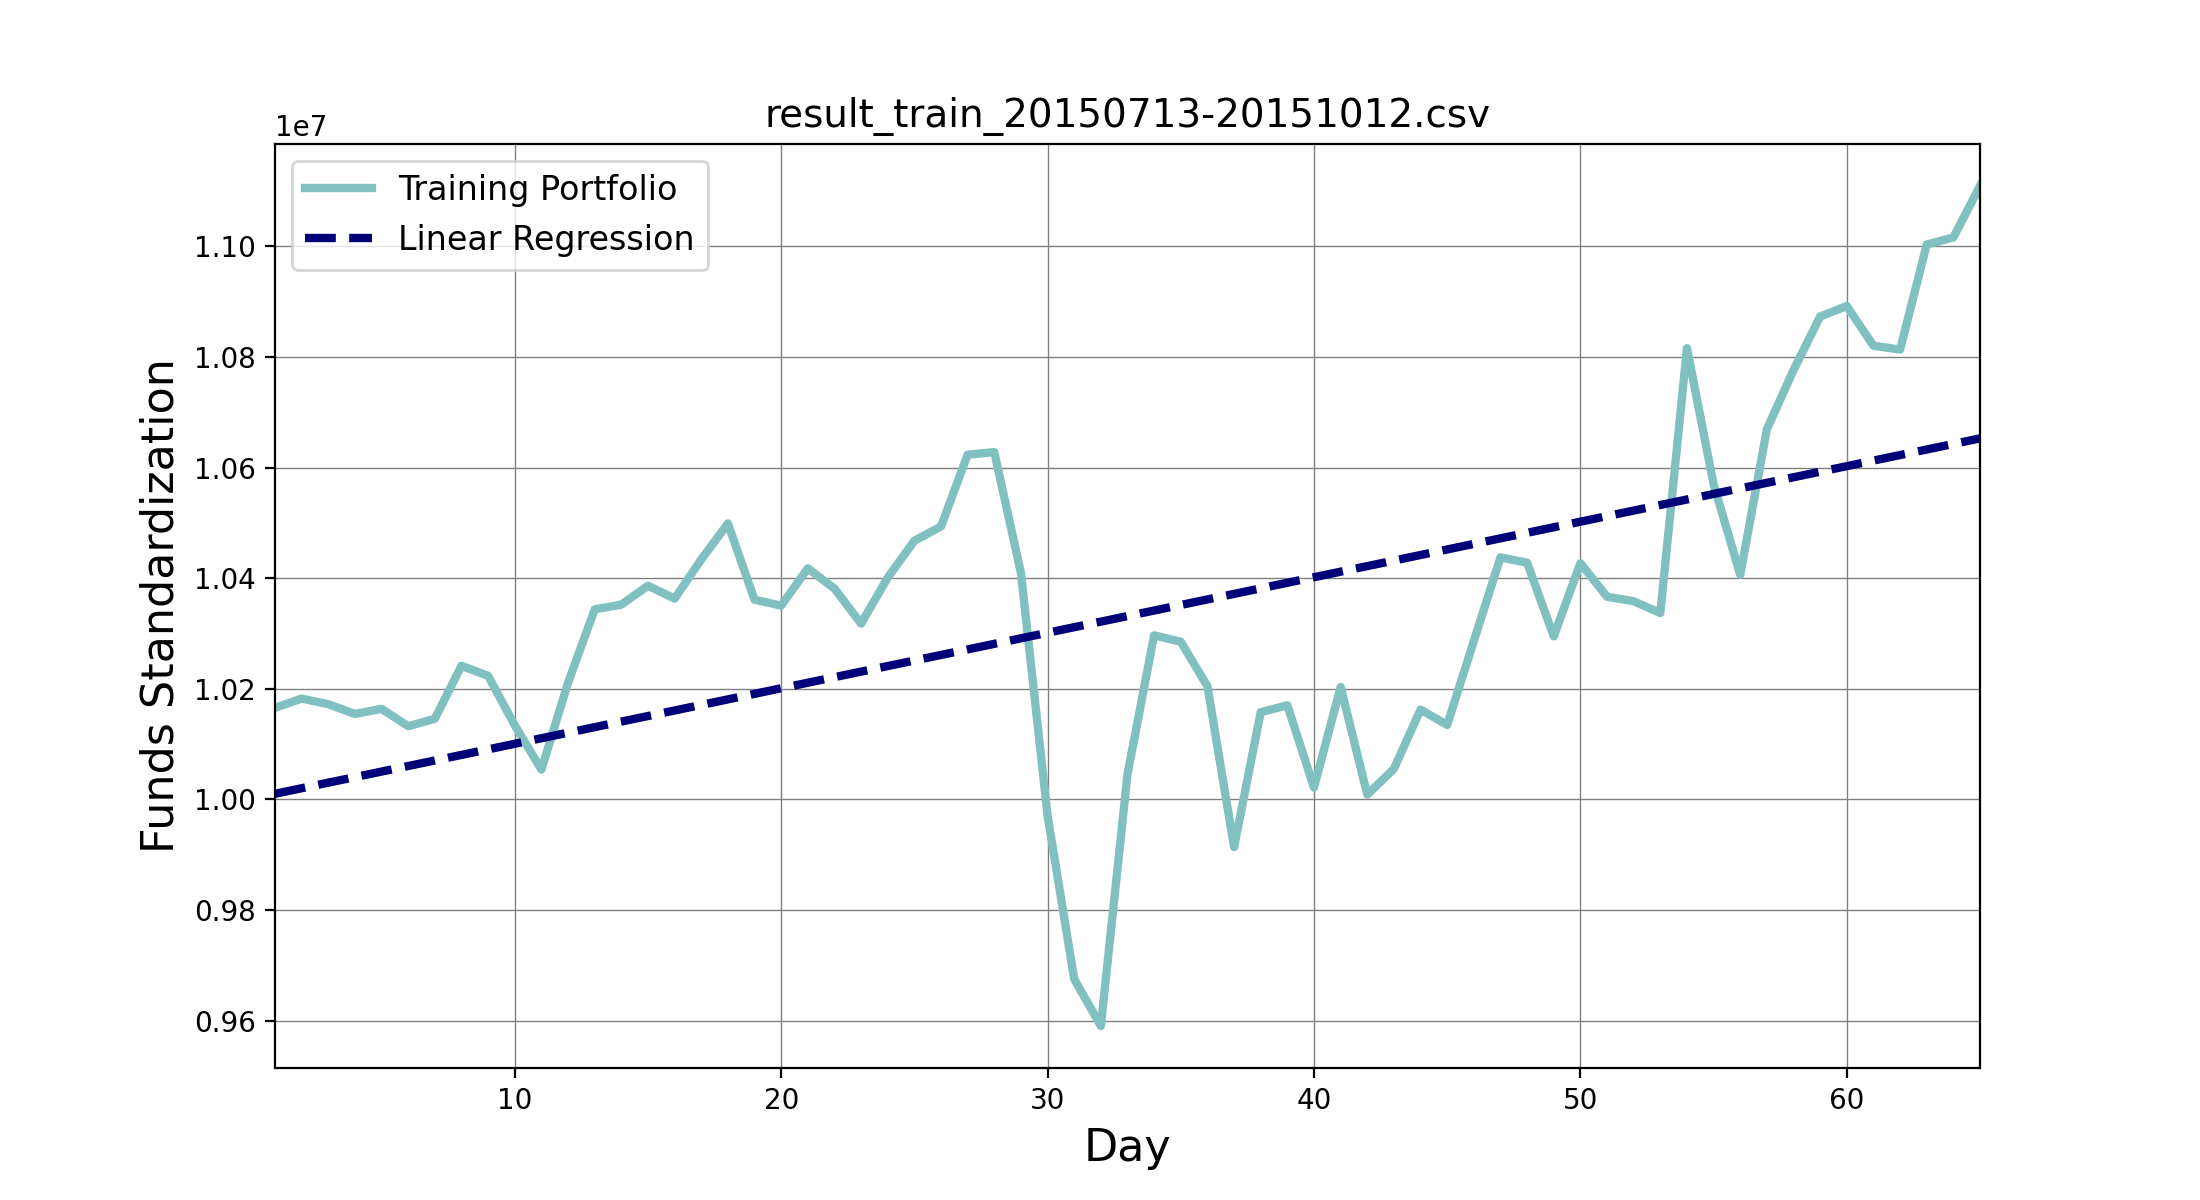 result_train_20150713-20151012.csv
1e7
Training Portfolio
Linear Regression
Funds Standardization
1.10
1.08
1.06
1.04
1.02
1.00
0.98
0.96
10 20 30 40 50 60
Day